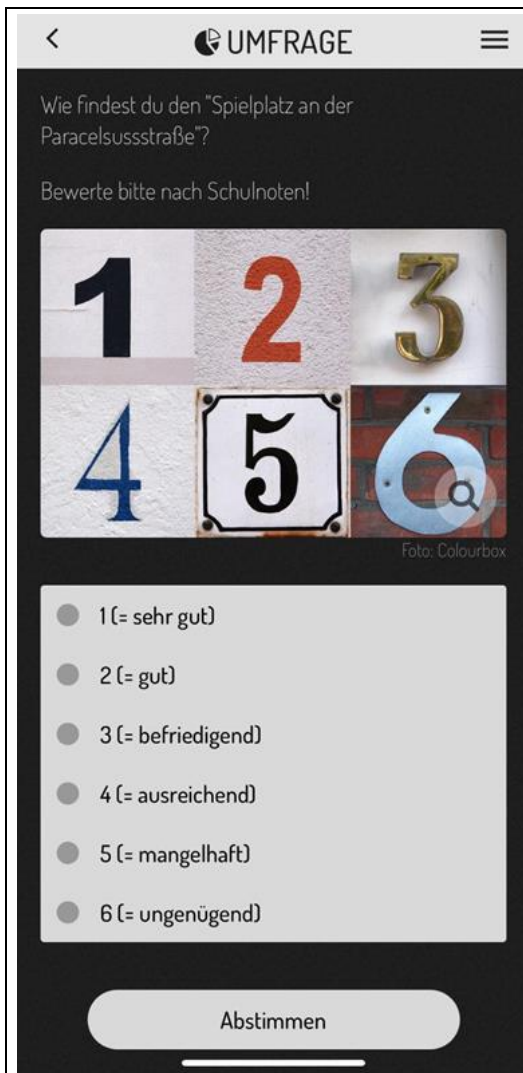 UMFRAGE
Wie findest du den "Spielplatz an der
Paracelsussstraße"?
Bewerte bitte nach Schulnoten!
1 2 3
4 5 6
Foto: Colourbox
1 (= sehr gut)
2 (= gut)
3 (= befriedigend)
4 (= ausreichend)
5 (= mangelhaft)
6 (= ungenügend)
Abstimmen